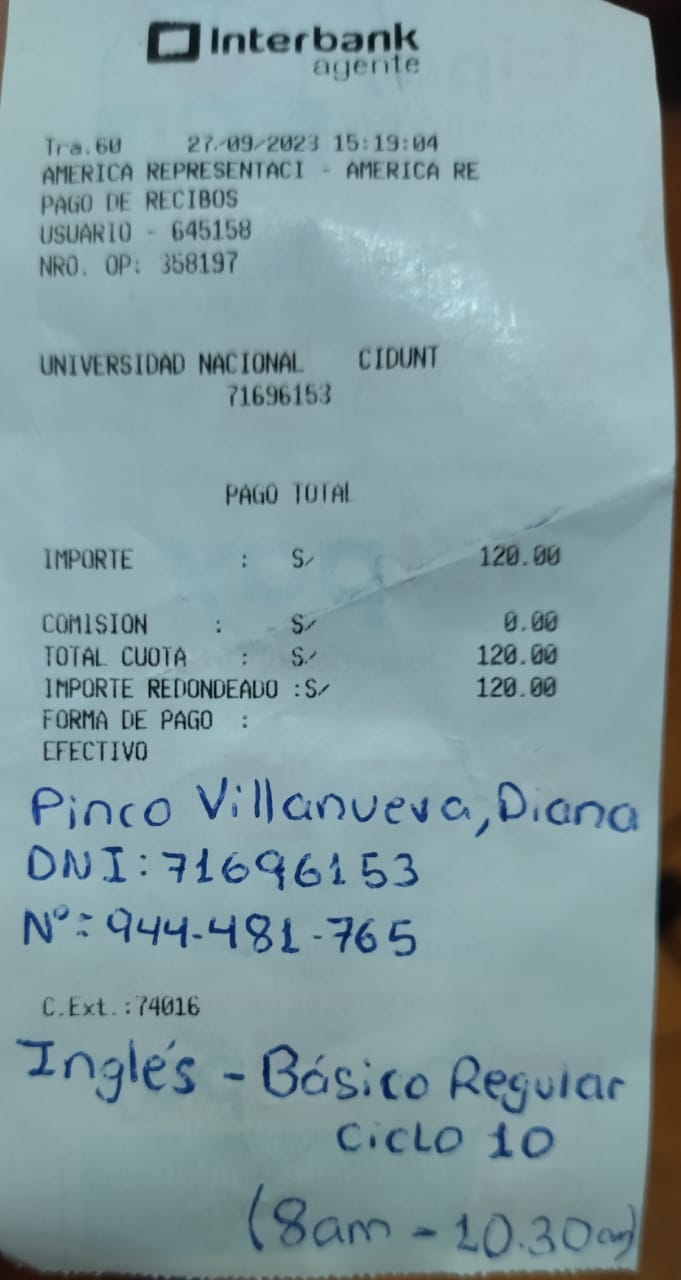 Interbank
agente
Tra.60 27/09/2023 15:19:04
AMERICA REPRESENTACI - AMERICA RE
PAGO DE RECIBOS
USUARIO - 645158
NRO. OP: 358197
UNIVERSIDAD NACIONAL CIDUNT
71696153
PAGO TOTAL
IMPORTE : S/ 120.00
COMISION : S/ 0.00
TOTAL CUOTA : S/ 120.00
IMPORTE REDONDEADO :S/ 120.00
FORMA DE PAGO :
EFECTIVO
Pinco Villanueva, Diana
DNI: 71696153
N°: 944-481-765
C.Ext.:74016
Inglés - Básico Regular
Ciclo 10
(8am - 10.30am)